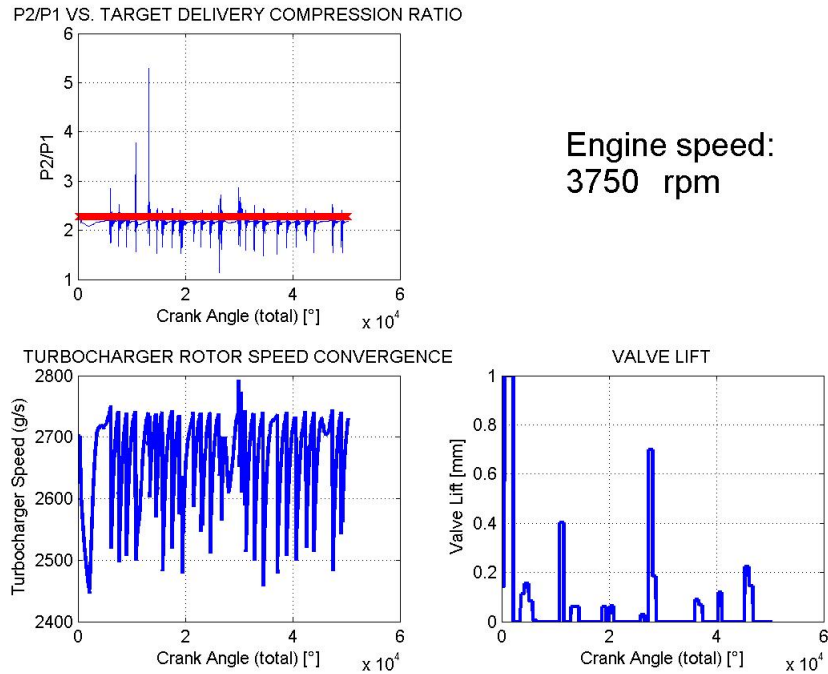 P2/P1 VS. TARGET DELIVERY COMPRESSION RATIO
6
5
4
3
2
1
P2/P1
0
2
4
6
Crank Angle (total) [°]
x 10^4
Engine speed:
3750 rpm
TURBOCHARGER ROTOR SPEED CONVERGENCE
2800
2700
2600
2500
2400
Turbocharger Speed (g/s)
0
2
4
6
Crank Angle (total) [°]
x 10^4
VALVE LIFT
1
0.8
0.6
0.4
0.2
0
Valve Lift [mm]
0
2
4
6
Crank Angle (total) [°]
x 10^4